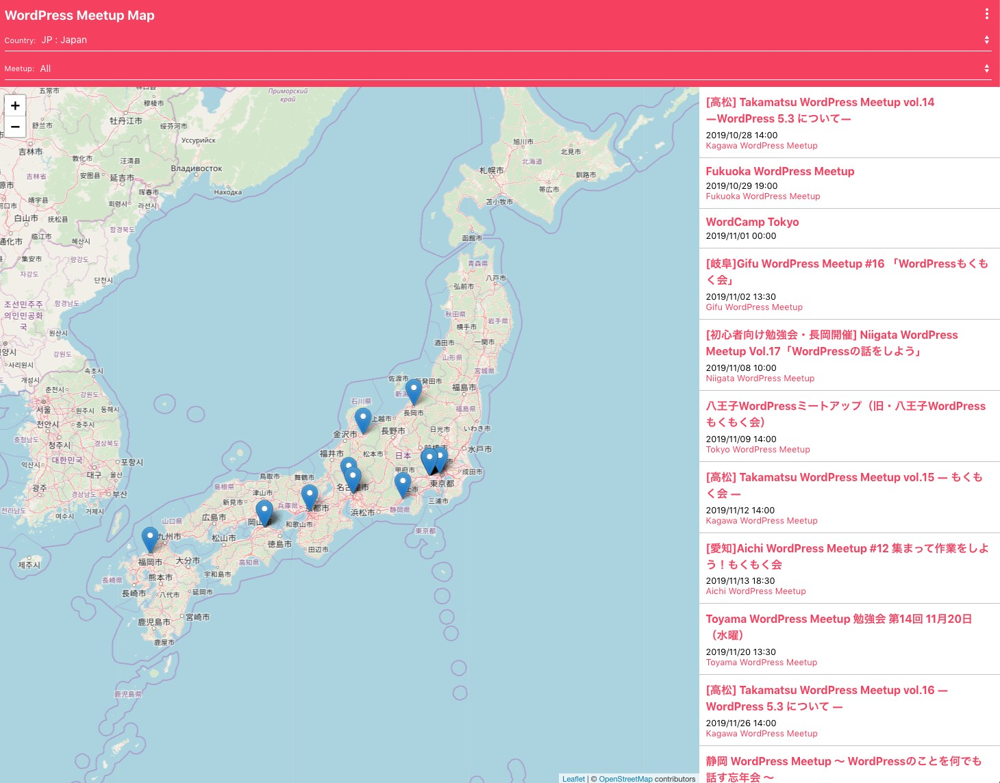 WordPress Meetup Map
Country: JP : Japan
Meetup: All
+
−
五常市
Приморский
край
穆棱市
舒兰市
牡丹江市
绥芬河市
吉林市
Уссурийск
敦化市
汪清县
Владивосток
吉林省
安图县
延吉市
Находка
珲春市
靖宇县
회령시
라선시
白山市
抚松县
함경북도
临江市
通化市
혜산시
集安市
량강도
자강도
단천시
조선민주주
의인민공화
국
함경남도
원산시
강원도
사리원시
개성시
속초시
춘천시
강원도
서울
원주시
동해시
천안시
충주시
충청남도
청주시
경상북도
대한민국
포항시
익산시
대구
울산
광주
경상남도
부산
전라남도
거제시
여수시
제주시
旭川市
北見市
北海道
札幌市
釧路市
帯広市
苫小牧市
函館市
青森県
八戸市
弘前市
秋田県
岩手県
横手市
酒田市
一関市
山形県
宮城県
佐渡市
新発田市
福島市
石川県
長岡市
福島県
上越市
金沢市
長野市
日光市
いわき市
福井市
松本市
日本
水戸市
甲府市
成田市
鳥取市
舞鶴市
東京都
島根県
津山市
三浦市
新見市
兵庫県
浜松市
静岡県
広島市
山口県
和歌山市
東京都
松山市
徳島市
田辺市
九州市
高知県
福岡市
大分市
宇和島市
熊本市
長崎県
長崎市
八代市
延岡市
宮崎市
鹿児島市
鹿屋市
鹿児島県
Leaflet | © OpenStreetMap contributors
[高松] Takamatsu WordPress Meetup vol.14
—WordPress 5.3 について—
2019/10/28 14:00
Kagawa WordPress Meetup
Fukuoka WordPress Meetup
2019/10/29 19:00
Fukuoka WordPress Meetup
WordCamp Tokyo
2019/11/01 00:00
[岐阜]Gifu WordPress Meetup #16 「WordPressもくも
く会」
2019/11/02 13:30
Gifu WordPress Meetup
[初心者向け勉強会・長岡開催] Niigata WordPress
Meetup Vol.17「WordPressの話をしよう」
2019/11/08 10:00
Niigata WordPress Meetup
八王子WordPressミートアップ（旧・八王子WordPress
もくもく会）
2019/11/09 14:00
Tokyo WordPress Meetup
[高松] Takamatsu WordPress Meetup vol.15 — もくも
く会 —
2019/11/12 14:00
Kagawa WordPress Meetup
[愛知]Aichi WordPress Meetup #12 集まって作業をしよ
う！もくもく会
2019/11/13 18:30
Aichi WordPress Meetup
Toyama WordPress Meetup 勉強会 第14回 11月20日
（水曜）
2019/11/20 13:30
Toyama WordPress Meetup
[高松] Takamatsu WordPress Meetup vol.16 —
WordPress 5.3 について —
2019/11/26 14:00
Kagawa WordPress Meetup
静岡 WordPress Meetup 〜 WordPressのことを何でも
話す忘年会 〜